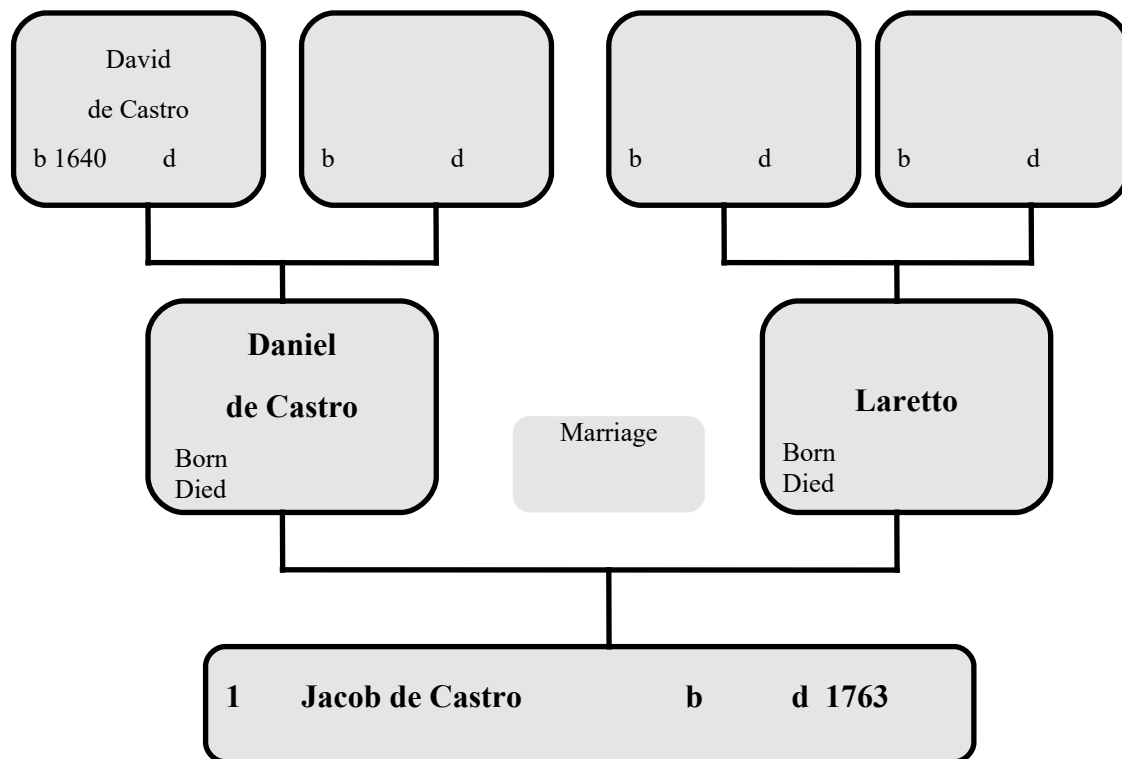 David
de Castro
b 1640 d
b d
b d
b d
Daniel
de Castro
Born
Died
Marriage
Laretto
Born
Died
1 Jacob de Castro b d 1763